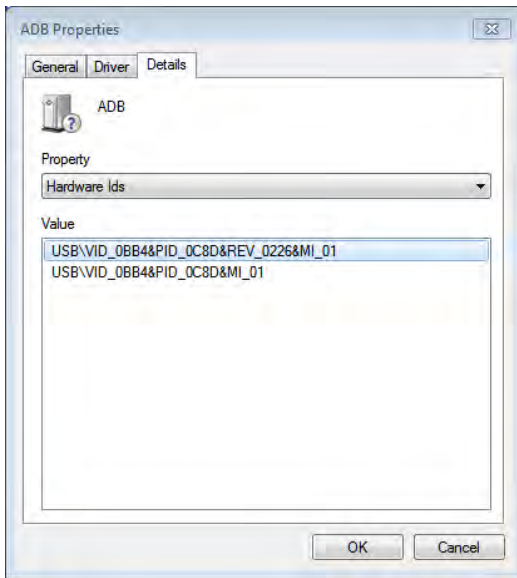 ADB Properties
General Driver Details
ADB
Property
Hardware Ids
Value
USB\VID_0BB4&PID_0C8D&REV_0226&MI_01
USB\VID_0BB4&PID_0C8D&MI_01
OK Cancel